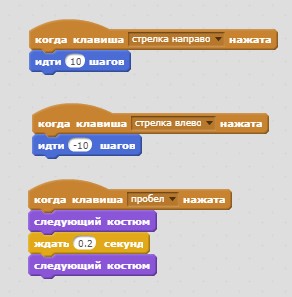 когда клавиша стрелка направо нажата
идти 10 шагов
когда клавиша стрелка влево нажата
идти -10 шагов
когда клавиша пробел нажата
следующий костюм
ждать 0.2 секунд
следующий костюм